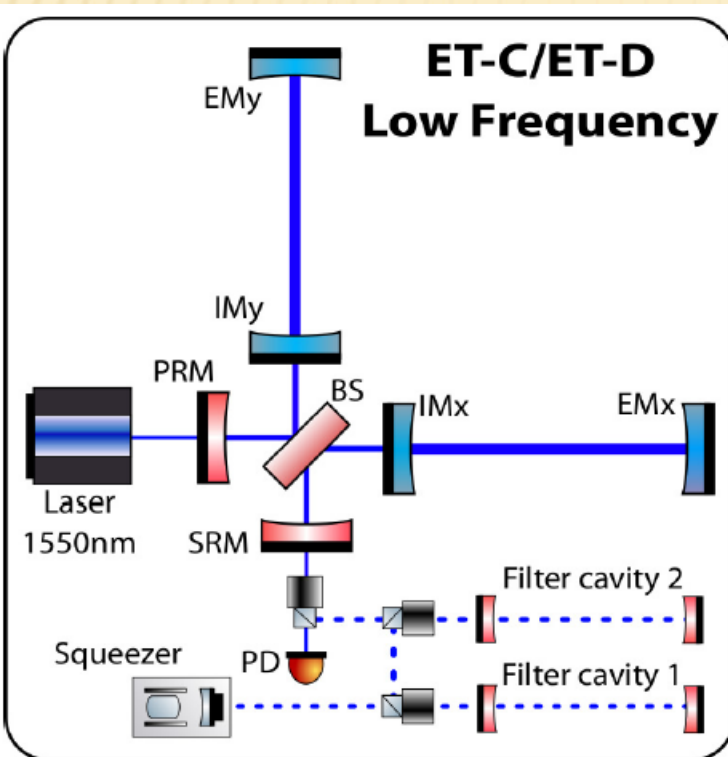 ET-C/ET-D
Low Frequency
EMy
IMy
PRM
BS
IMx
EMx
Laser
1550nm
SRM
Filter cavity 2
Squeezer
PD
Filter cavity 1